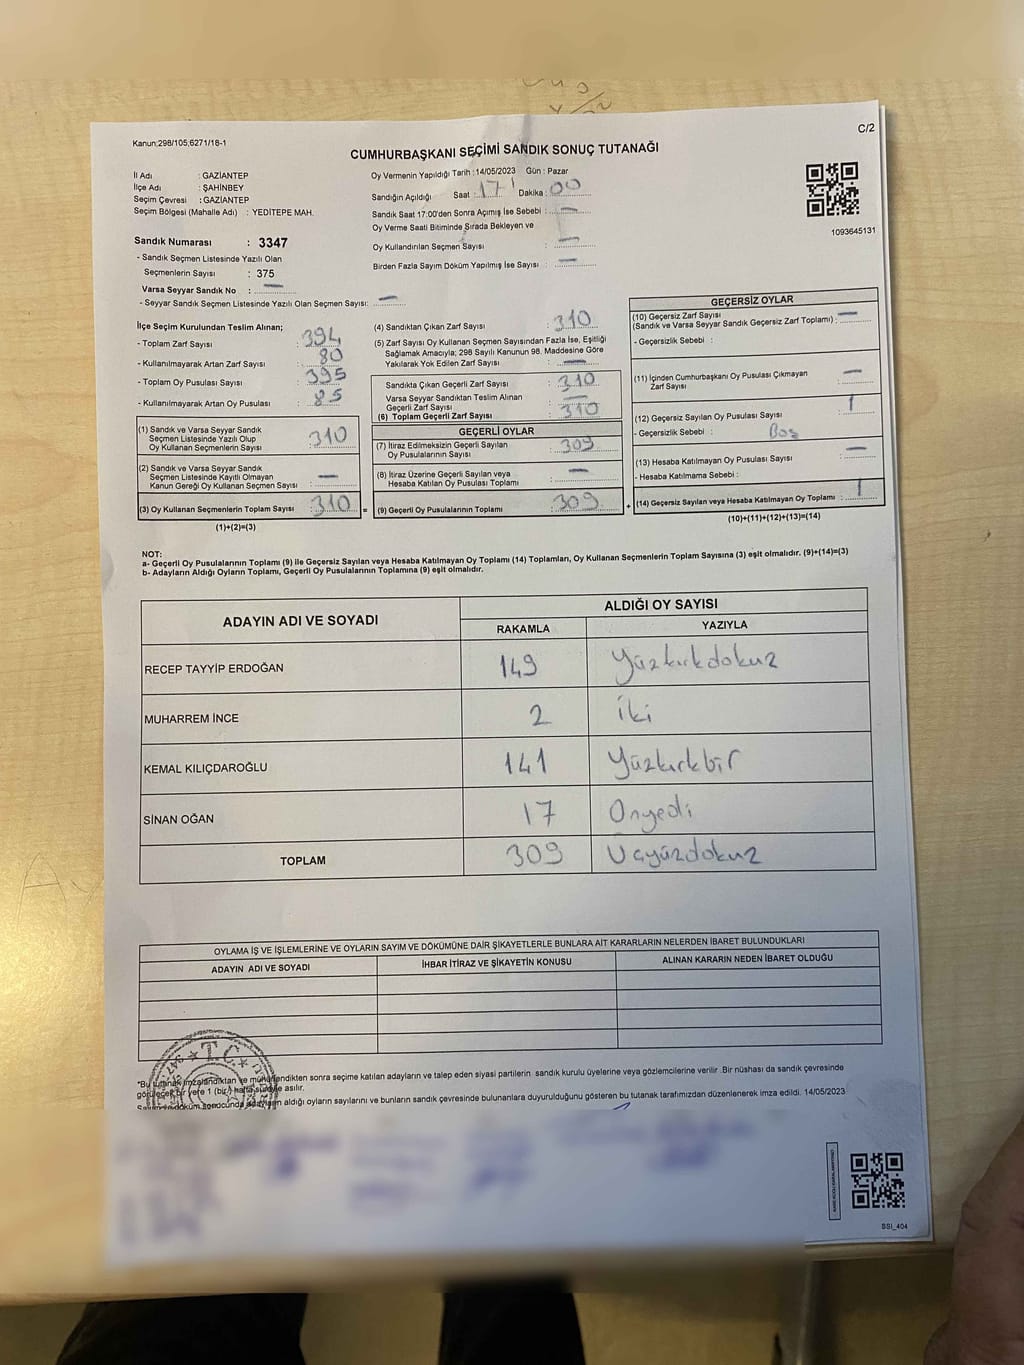 Kanun;298/105;6271/16-1
C/2
CUMHURBAŞKANI SEÇİMİ SANDIK SONUÇ TUTANAĞI
İl Adı : GAZİANTEP
İlçe Adı : ŞAHİNBEY
Seçim Çevresi : GAZİANTEP
Seçim Bölgesi (Mahalle Adı) : YEDİTEPE MAH.
Sandık Numarası : 3347
- Sandık Seçmen Listesinde Yazılı Olan
Seçmenlerin Sayısı : 375
Varsa Seyyar Sandık No : —
- Seyyar Sandık Seçmen Listesinde Yazılı Olan Seçmen Sayısı: —
Oy Vermenin Yapıldığı Tarih :14/05/2023 Gün : Pazar
Sandığın Açıldığı Saat : 17 Dakika : 00
Sandık Saat 17:00'den Sonra Açımış İse Sebebi : —
Oy Verme Saati Bitiminde Sırada Bekleyen ve
Oy Kullandırılan Seçmen Sayısı : —
Birden Fazla Sayım Döküm Yapılmış İse Sayısı : —
1093645131
İlçe Seçim Kurulundan Teslim Alınan;
- Toplam Zarf Sayısı : 394
- Kullanılmayarak Artan Zarf Sayısı : 80
- Toplam Oy Pusulası Sayısı : 395
- Kullanılmayarak Artan Oy Pusulası : 85
(1) Sandık ve Varsa Seyyar Sandık
Seçmen Listesinde Yazılı Olup
Oy Kullanan Seçmenlerin Sayısı : 310
(2) Sandık ve Varsa Seyyar Sandık
Seçmen Listesinde Kayıtlı Olmayan
Kanun Gereği Oy Kullanan Seçmen Sayısı : —
(3) Oy Kullanan Seçmenlerin Toplam Sayısı : 310 =
(1)+(2)=(3)
(4) Sandıktan Çıkan Zarf Sayısı : 310
(5) Zarf Sayısı Oy Kullanan Seçmen Sayısından Fazla İse, Eşitliği
Sağlamak Amacıyla; 298 Sayılı Kanunun 98. Maddesine Göre
Yakılarak Yok Edilen Zarf Sayısı : —
Sandıkta Çıkan Geçerli Zarf Sayısı : 310
Varsa Seyyar Sandıktan Teslim Alınan
Geçerli Zarf Sayısı : —
(6) Toplam Geçerli Zarf Sayısı : 310
GEÇERLİ OYLAR
(7) İtiraz Edilmeksizin Geçerli Sayılan
Oy Pusulalarının Sayısı : 309
(8) İtiraz Üzerine Geçerli Sayılan veya
Hesaba Katılan Oy Pusulası Toplamı : —
(9) Geçerli Oy Pusulalarının Toplamı : 309 +
GEÇERSİZ OYLAR
(10) Geçersiz Zarf Sayısı
(Sandık ve Varsa Seyyar Sandık Geçersiz Zarf Toplamı) : —
- Geçersizlik Sebebi :
(11) İçinden Cumhurbaşkanı Oy Pusulası Çıkmayan
Zarf Sayısı : —
(12) Geçersiz Sayılan Oy Pusulası Sayısı : 1
- Geçersizlik Sebebi : Boş
(13) Hesaba Katılmayan Oy Pusulası Sayısı : —
- Hesaba Katılmama Sebebi :
(14) Geçersiz Sayılan veya Hesaba Katılmayan Oy Toplamı : 1
(10)+(11)+(12)+(13)=(14)
NOT:
a- Geçerli Oy Pusulalarının Toplamı (9) ile Geçersiz Sayılan veya Hesaba Katılmayan Oy Toplamı (14) Toplamları, Oy Kullanan Seçmenlerin Toplam Sayısına (3) eşit olmalıdır. (9)+(14)=(3)
b- Adayların Aldığı Oyların Toplamı, Geçerli Oy Pusulalarının Toplamına (9) eşit olmalıdır.
ADAYIN ADI VE SOYADI ALDIĞI OY SAYISI
RAKAMLA YAZIYLA
RECEP TAYYİP ERDOĞAN 149 Yüzkırkdokuz
MUHARREM İNCE 2 iki
KEMAL KILIÇDAROĞLU 141 Yüzkırkbir
SİNAN OĞAN 17 Onyedi
TOPLAM 309 Üçyüzdokuz
OYLAMA İŞ VE İŞLEMLERİNE VE OYLARIN SAYIM VE DÖKÜMÜNE DAİR ŞİKAYETLERLE BUNLARA AİT KARARLARIN NELERDEN İBARET BULUNDUKLARI
ADAYIN ADI VE SOYADI İHBAR İTİRAZ VE ŞİKAYETİN KONUSU ALINAN KARARIN NEDEN İBARET OLDUĞU
T.C.
*Bu tutanak imzalandıktan ve mühürlendikten sonra seçime katılan adayların ve talep eden siyasi partilerin sandık kurulu üyelerine veya gözlemcilerine verilir .Bir nüshası da sandık çevresinde
görülecek bir yere 1 (bir) hafta süreyle asılır.
Sayım ve döküm sonucunda adayların aldığı oyların sayılarını ve bunların sandık çevresinde bulunanlara duyurulduğunu gösteren bu tutanak tarafımızdan düzenlenerek imza edildi. 14/05/2023
SSI_404